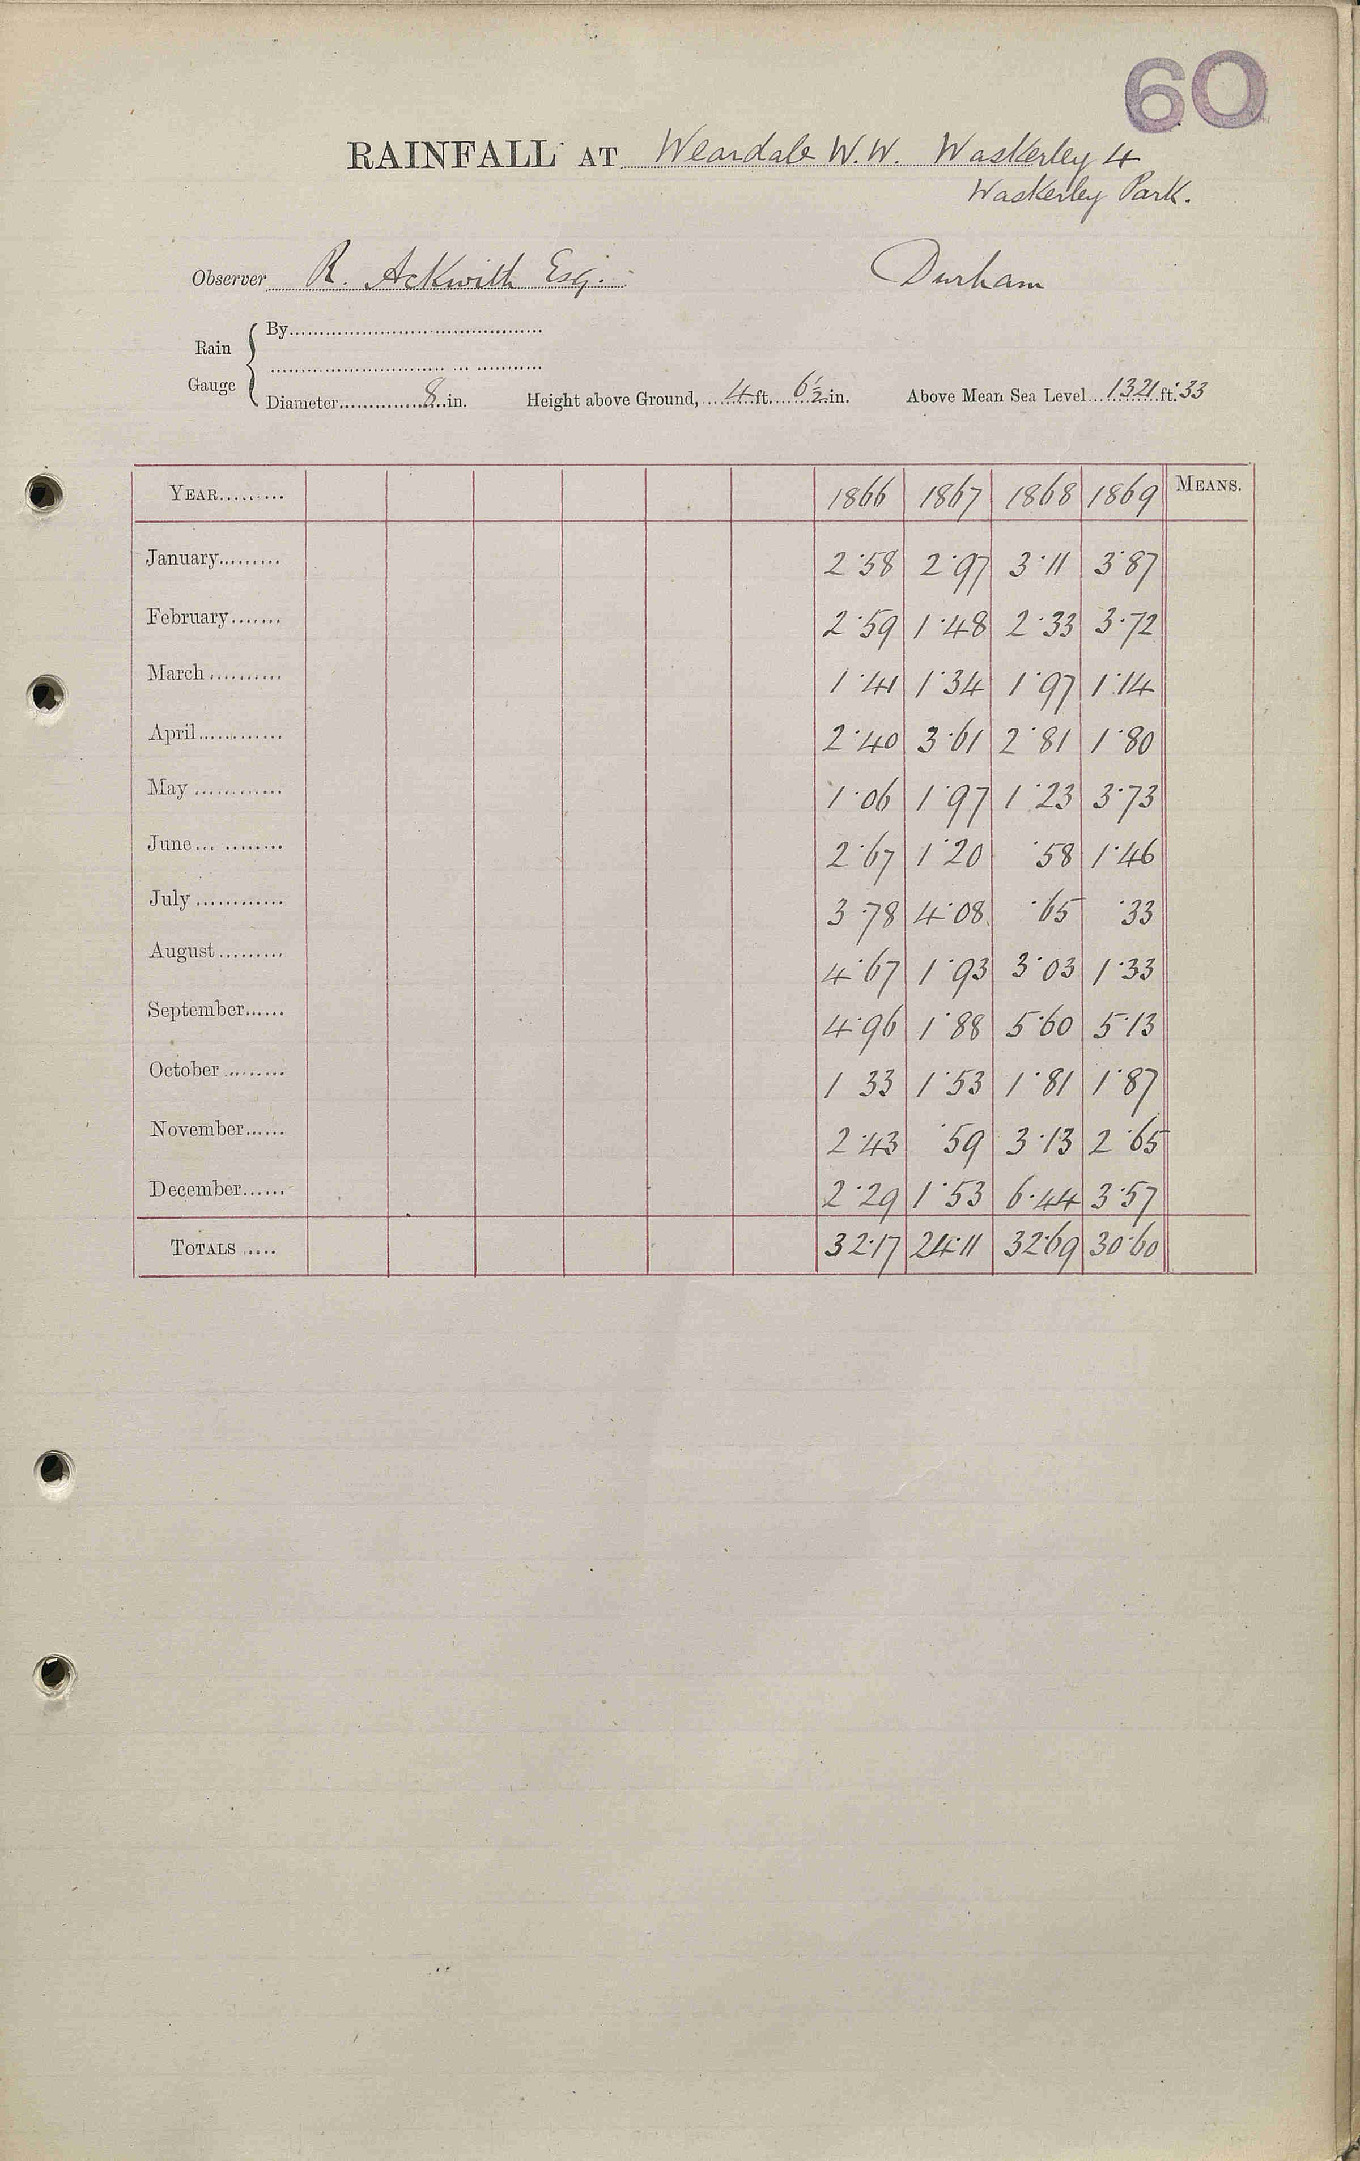 60
RAINFALL AT Weardale W.W. Waskerley 4
Waskerley Park.
Observer R. Ackwith Esq. Durham
Rain Gauge { By
Diameter 8 in. Height above Ground, 4 ft. 6½ in. Above Mean Sea Level 1321 ft. 33
YEAR 1866 1867 1868 1869 MEANS.
January 2·58 2·97 3·11 3·87
February 2·59 1·48 2·33 3·72
March 1·41 1·34 1·97 1·14
April 2·40 3·61 2·81 1·80
May 1·06 1·97 1·23 3·73
June 2·67 1·20 ·58 1·46
July 3·78 4·08 ·65 ·33
August 4·67 1·93 3·03 1·33
September 4·96 1·88 5·60 5·13
October 1 33 1·53 1·81 1·87
November 2·43 ·59 3·13 2·65
December 2·29 1·53 6·44 3·57
TOTALS 32·17 24·11 32·69 30·60